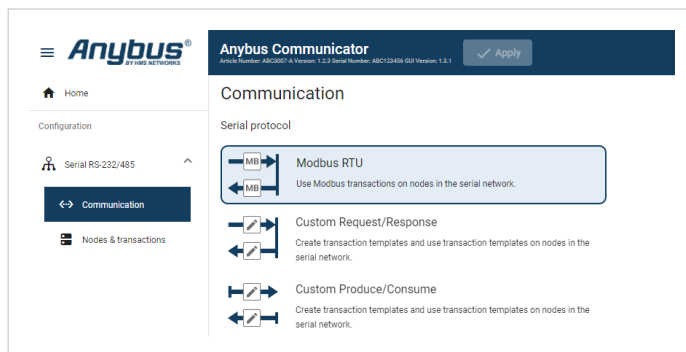 Anybus®
BY HMS NETWORKS
Anybus Communicator
Article Number: ABC3007-A Version: 1.2.3 Serial Number: ABC123456 GUI Version: 1.3.1
Apply
Home
Configuration
Serial RS-232/485
Communication
Nodes & transactions
Communication
Serial protocol
MB
MB
Modbus RTU
Use Modbus transactions on nodes in the serial network.
Custom Request/Response
Create transaction templates and use transaction templates on nodes in the
serial network.
Custom Produce/Consume
Create transaction templates and use transaction templates on nodes in the
serial network.